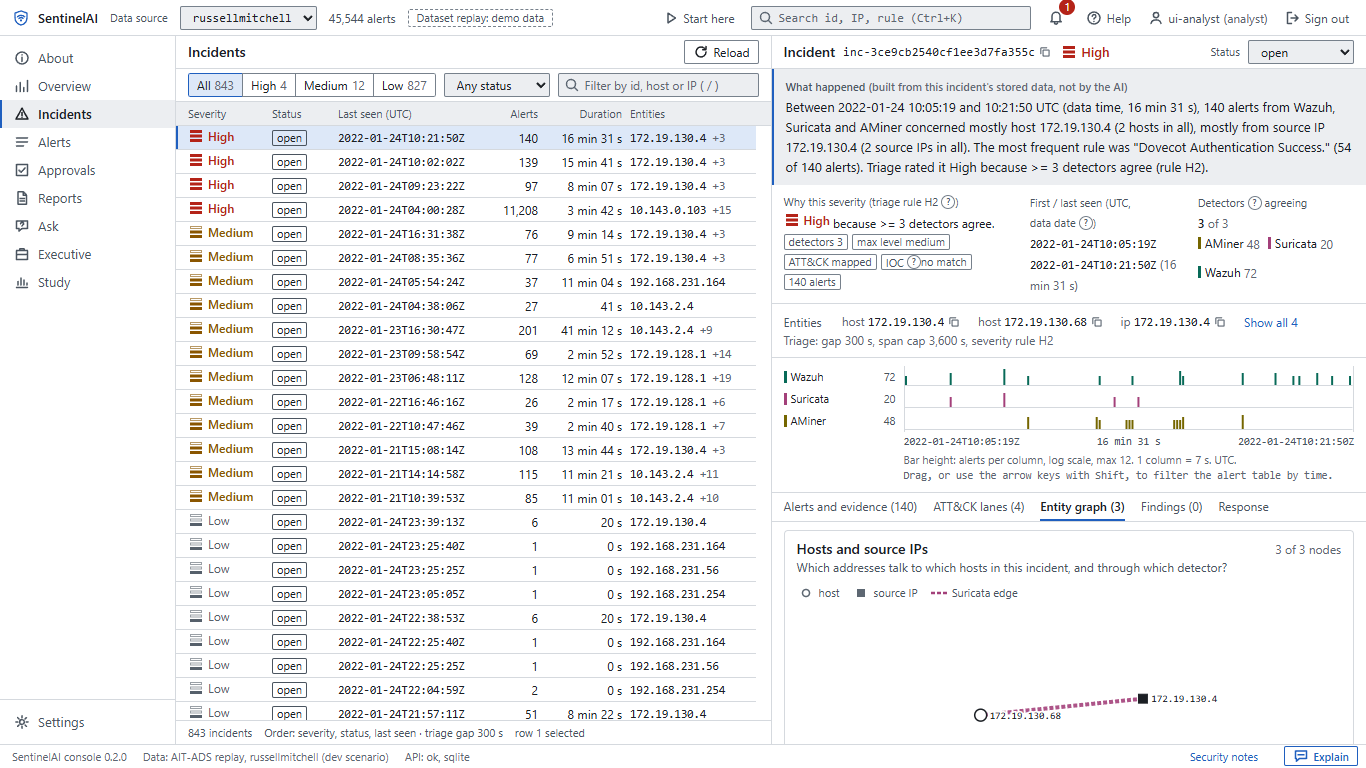 SentinelAI Data source russellmitchell 45,544 alerts Dataset replay: demo data Start here Search id, IP, rule (Ctrl+K) 1 Help ui-analyst (analyst) Sign out
About
Overview
Incidents
Alerts
Approvals
Reports
Ask
Executive
Study
Settings
Incidents Reload
All 843 High 4 Medium 12 Low 827 Any status Filter by id, host or IP ( / )
Severity Status Last seen (UTC) Alerts Duration Entities
High open 2022-01-24T10:21:50Z 140 16 min 31 s 172.19.130.4 +3
High open 2022-01-24T10:02:02Z 139 15 min 41 s 172.19.130.4 +3
High open 2022-01-24T09:23:22Z 97 8 min 07 s 172.19.130.4 +3
High open 2022-01-24T04:00:28Z 11,208 3 min 42 s 10.143.0.103 +15
Medium open 2022-01-24T16:31:38Z 76 9 min 14 s 172.19.130.4 +3
Medium open 2022-01-24T08:35:36Z 77 6 min 51 s 172.19.130.4 +3
Medium open 2022-01-24T05:54:24Z 37 11 min 04 s 192.168.231.164
Medium open 2022-01-24T04:38:06Z 27 41 s 10.143.2.4
Medium open 2022-01-23T16:30:47Z 201 41 min 12 s 10.143.2.4 +9
Medium open 2022-01-23T09:58:54Z 69 2 min 52 s 172.19.128.1 +14
Medium open 2022-01-23T06:48:11Z 128 12 min 07 s 172.19.128.1 +19
Medium open 2022-01-22T16:46:16Z 26 2 min 17 s 172.19.128.1 +6
Medium open 2022-01-22T10:47:46Z 39 2 min 40 s 172.19.128.1 +7
Medium open 2022-01-21T15:08:14Z 108 13 min 44 s 172.19.130.4 +3
Medium open 2022-01-21T14:14:58Z 115 11 min 21 s 10.143.2.4 +11
Medium open 2022-01-21T10:39:53Z 85 11 min 01 s 10.143.2.4 +10
Low open 2022-01-24T23:39:13Z 6 20 s 172.19.130.4
Low open 2022-01-24T23:25:40Z 1 0 s 192.168.231.164
Low open 2022-01-24T23:25:25Z 1 0 s 192.168.231.56
Low open 2022-01-24T23:05:05Z 1 0 s 192.168.231.254
Low open 2022-01-24T22:38:53Z 6 20 s 172.19.130.4
Low open 2022-01-24T22:25:40Z 1 0 s 192.168.231.164
Low open 2022-01-24T22:25:25Z 1 0 s 192.168.231.56
Low open 2022-01-24T22:04:59Z 2 0 s 192.168.231.254
Low open 2022-01-24T21:57:11Z 51 8 min 22 s 172.19.130.4
843 incidents Order: severity, status, last seen · triage gap 300 s row 1 selected
Incident inc-3ce9cb2540cf1ee3d7fa355c High Status open
What happened (built from this incident's stored data, not by the AI)
Between 2022-01-24 10:05:19 and 10:21:50 UTC (data time, 16 min 31 s), 140 alerts from Wazuh,
Suricata and AMiner concerned mostly host 172.19.130.4 (2 hosts in all), mostly from source IP
172.19.130.4 (2 source IPs in all). The most frequent rule was "Dovecot Authentication Success." (54
of 140 alerts). Triage rated it High because >= 3 detectors agree (rule H2).
Why this severity (triage rule H2 ?)
High because >= 3 detectors agree.
detectors 3 max level medium
ATT&CK mapped IOC ? no match
140 alerts
First / last seen (UTC,
data date ?)
2022-01-24T10:05:19Z
2022-01-24T10:21:50Z (16
min 31 s)
Detectors ? agreeing
3 of 3
AMiner 48 Suricata 20
Wazuh 72
Entities host 172.19.130.4 host 172.19.130.68 ip 172.19.130.4 Show all 4
Triage: gap 300 s, span cap 3,600 s, severity rule H2
Wazuh 72
Suricata 20
AMiner 48
2022-01-24T10:05:19Z 16 min 31 s 2022-01-24T10:21:50Z
Bar height: alerts per column, log scale, max 12. 1 column = 7 s. UTC.
Drag, or use the arrow keys with Shift, to filter the alert table by time.
Alerts and evidence (140) ATT&CK lanes (4) Entity graph (3) Findings (0) Response
Hosts and source IPs 3 of 3 nodes
Which addresses talk to which hosts in this incident, and through which detector?
host source IP Suricata edge
172.19.130.4
172.19.130.68
SentinelAI console 0.2.0 Data: AIT-ADS replay, russellmitchell (dev scenario) API: ok, sqlite Security notes Explain